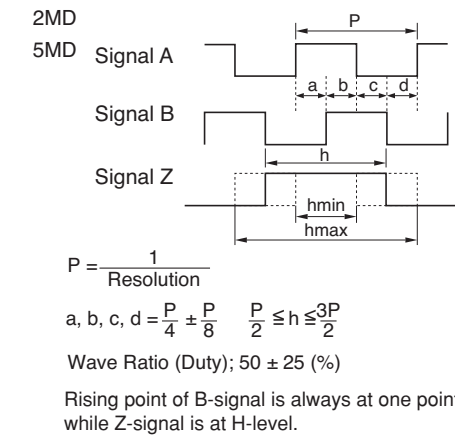 2MD
5MD
P
Signal A
a b c d
Signal B
h
Signal Z
hmin
hmax
P = 1 / Resolution
a, b, c, d = P/4 ± P/8   P/2 ≦ h ≦ 3P/2
Wave Ratio (Duty); 50 ± 25 (%)
Rising point of B-signal is always at one
while Z-signal is at H-level.